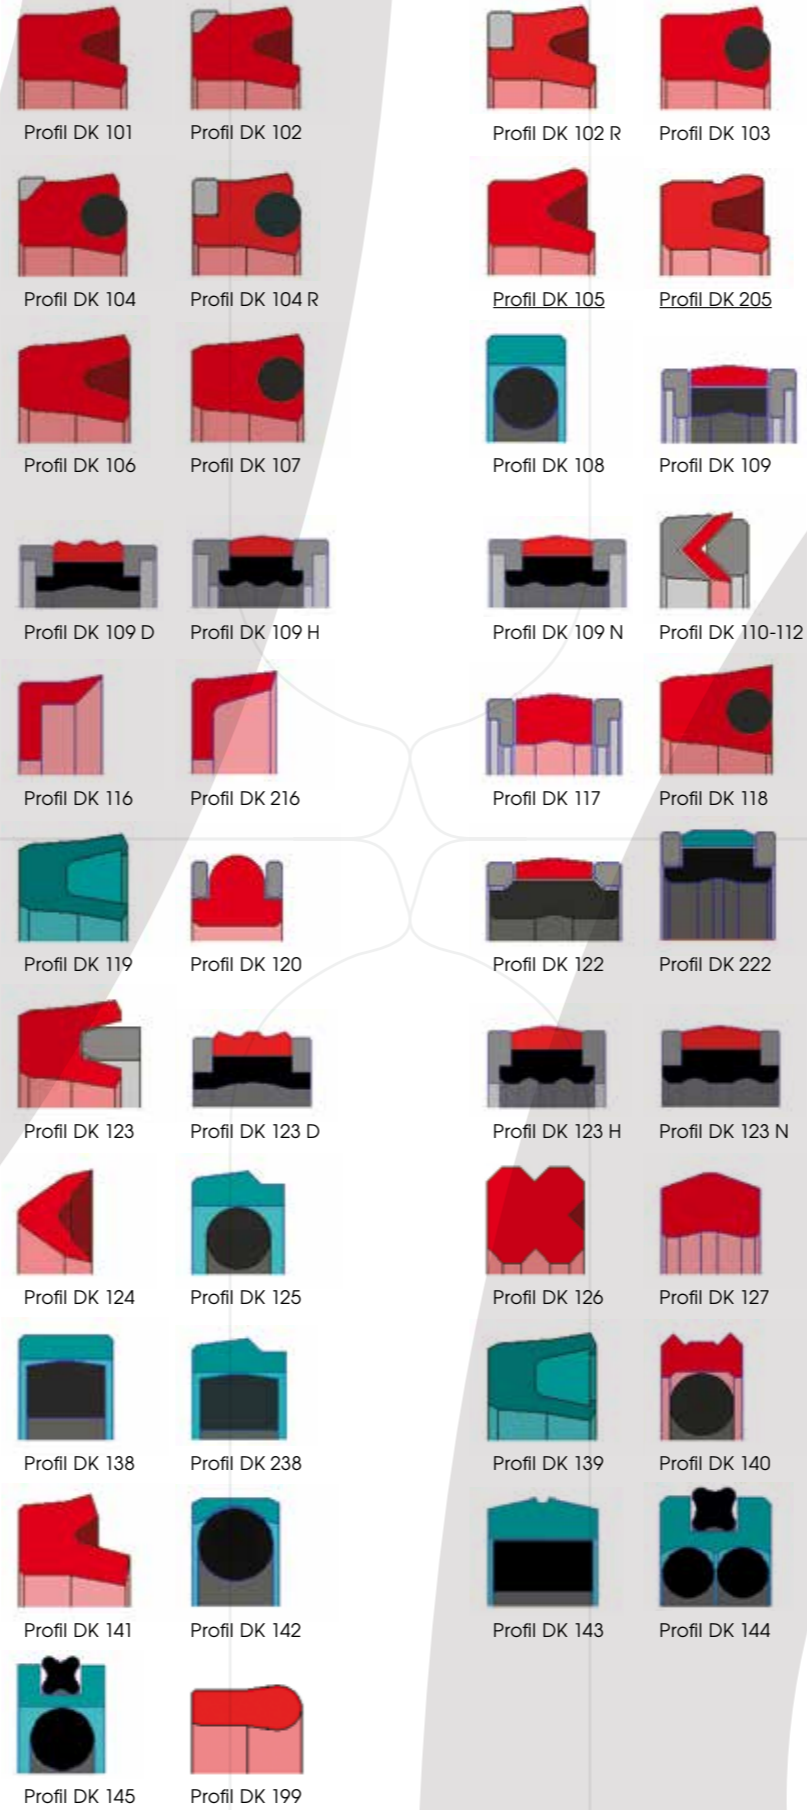 Profil DK 101 Profil DK 102 Profil DK 102 R Profil DK 103
Profil DK 104 Profil DK 104 R Profil DK 105 Profil DK 205
Profil DK 106 Profil DK 107 Profil DK 108 Profil DK 109
Profil DK 109 D Profil DK 109 H Profil DK 109 N Profil DK 110-112
Profil DK 116 Profil DK 216 Profil DK 117 Profil DK 118
Profil DK 119 Profil DK 120 Profil DK 122 Profil DK 222
Profil DK 123 Profil DK 123 D Profil DK 123 H Profil DK 123 N
Profil DK 124 Profil DK 125 Profil DK 126 Profil DK 127
Profil DK 138 Profil DK 238 Profil DK 139 Profil DK 140
Profil DK 141 Profil DK 142 Profil DK 143 Profil DK 144
Profil DK 145 Profil DK 199